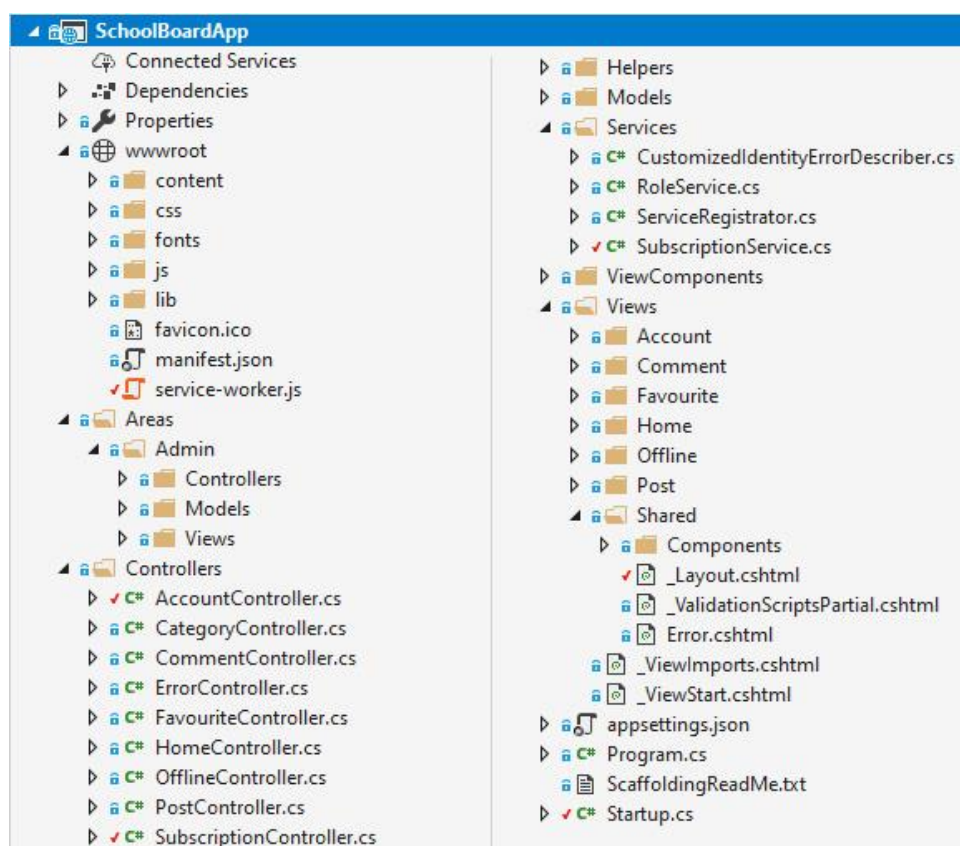 SchoolBoardApp
Connected Services
Dependencies
Properties
wwwroot
content
css
fonts
js
lib
favicon.ico
manifest.json
service-worker.js
Areas
Admin
Controllers
Models
Views
Controllers
C# AccountController.cs
C# CategoryController.cs
C# CommentController.cs
C# ErrorController.cs
C# FavouriteController.cs
C# HomeController.cs
C# OfflineController.cs
C# PostController.cs
C# SubscriptionController.cs
Helpers
Models
Services
C# CustomizedIdentityErrorDescriber.cs
C# RoleService.cs
C# ServiceRegistrator.cs
C# SubscriptionService.cs
ViewComponents
Views
Account
Comment
Favourite
Home
Offline
Post
Shared
Components
_Layout.cshtml
_ValidationScriptsPartial.cshtml
Error.cshtml
_ViewImports.cshtml
_ViewStart.cshtml
appsettings.json
C# Program.cs
ScaffoldingReadMe.txt
C# Startup.cs